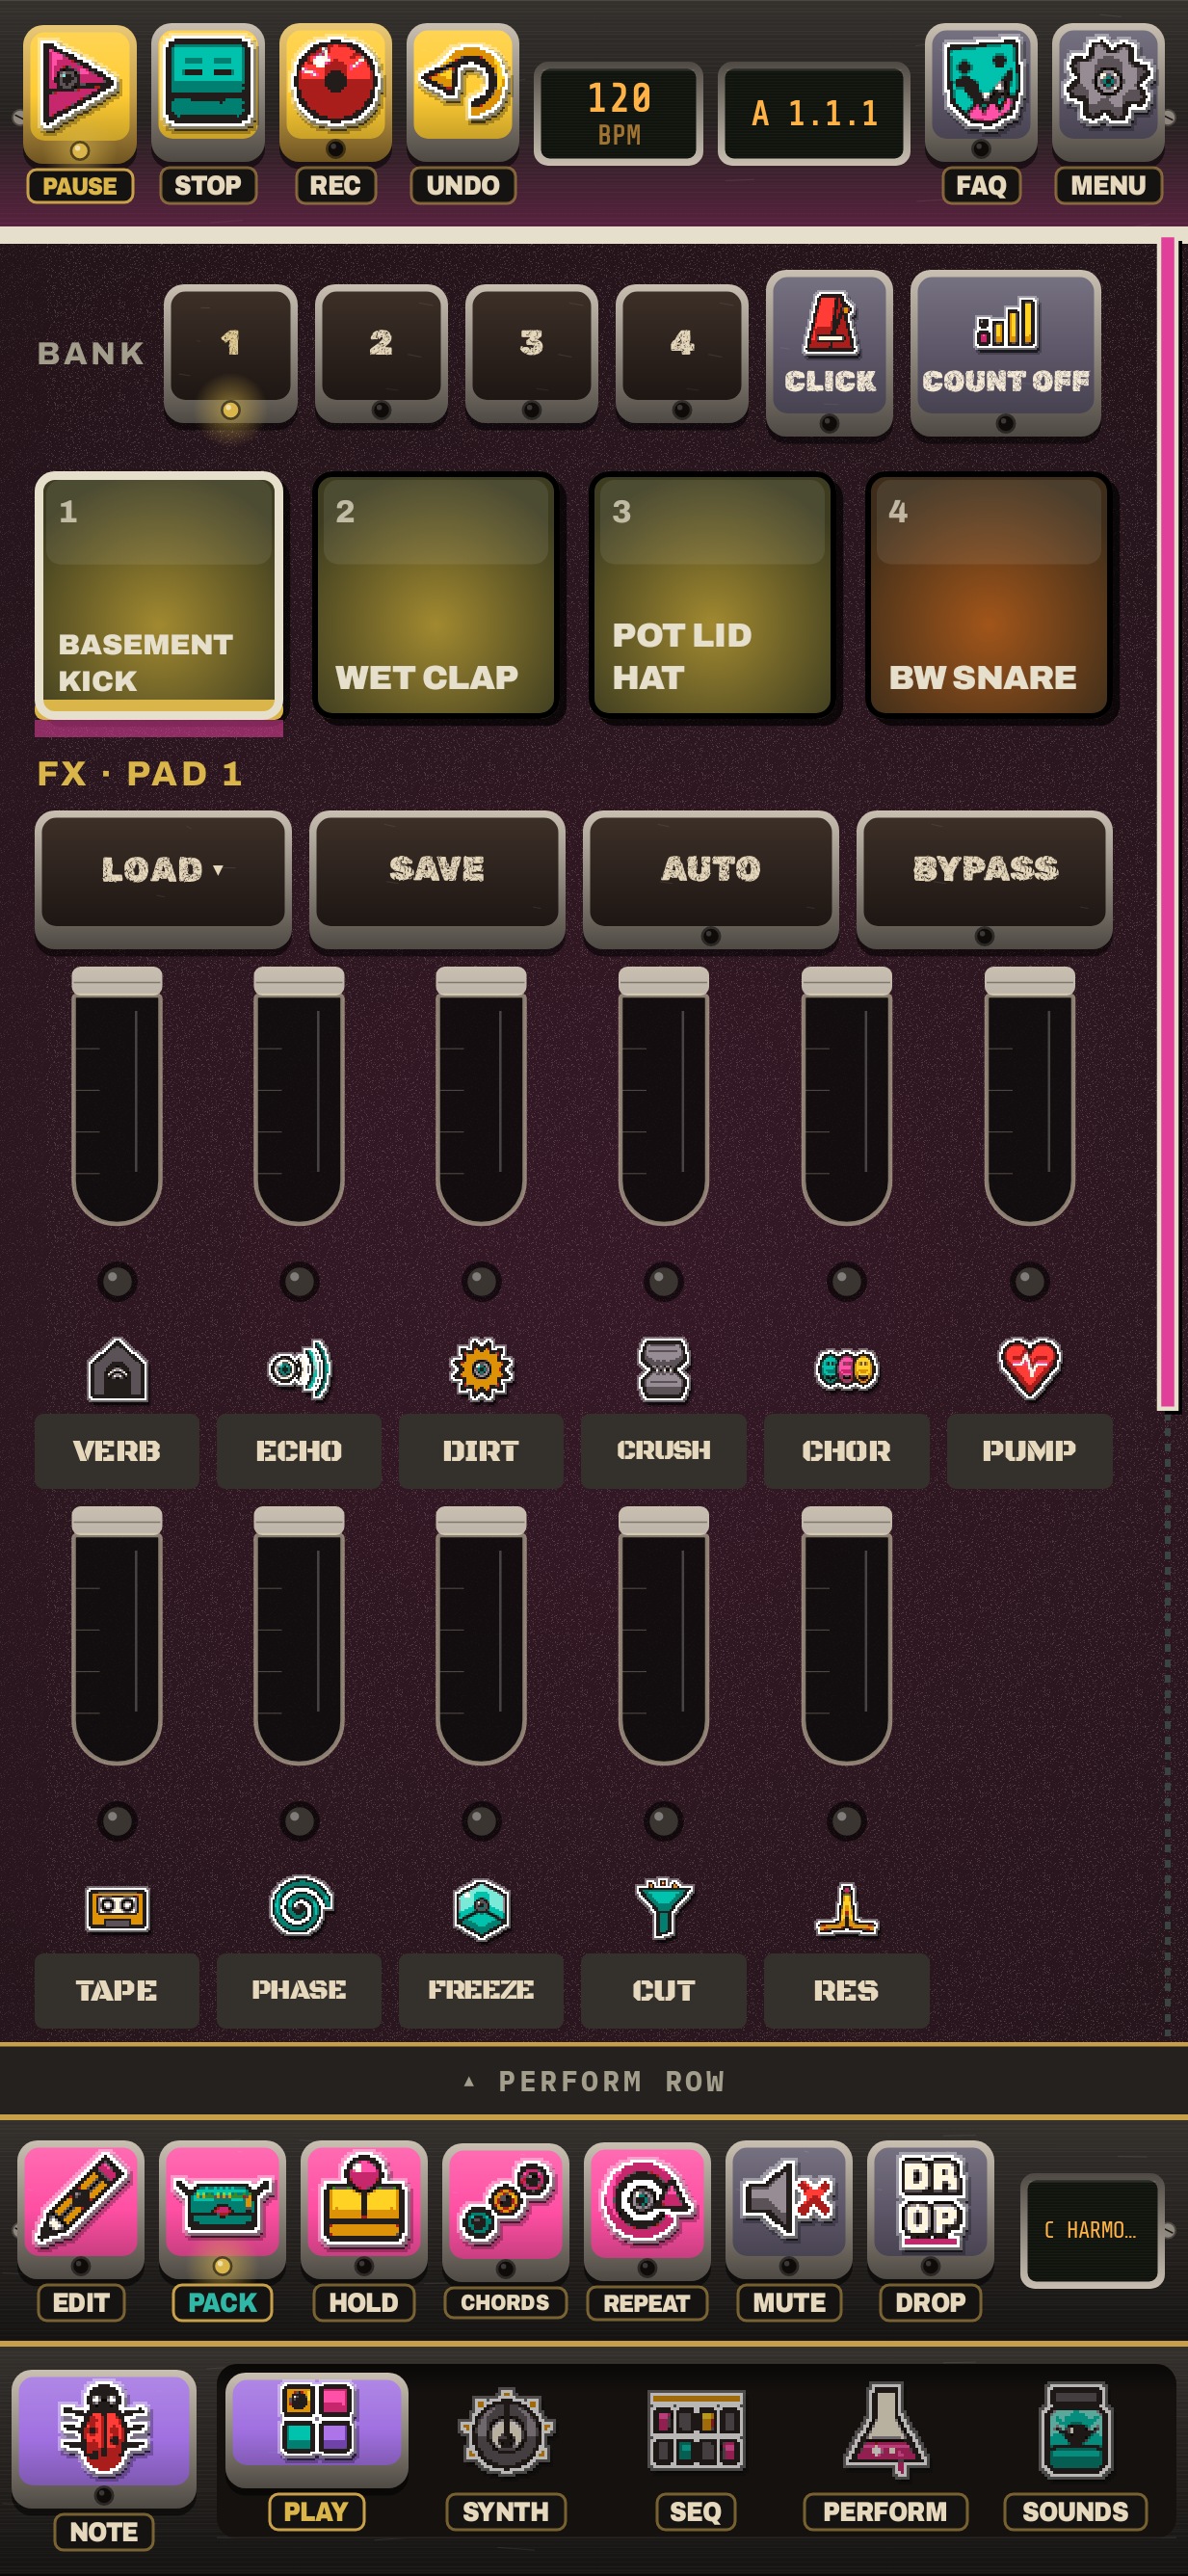 PAUSE
STOP
REC
UNDO
120
BPM
A 1.1.1
FAQ
MENU
BANK
1
2
3
4
CLICK
COUNT OFF
1
BASEMENT
KICK
2
WET CLAP
3
POT LID
HAT
4
BW SNARE
FX · PAD 1
LOAD ▾
SAVE
AUTO
BYPASS
VERB
ECHO
DIRT
CRUSH
CHOR
PUMP
TAPE
PHASE
FREEZE
CUT
RES
▴ PERFORM ROW
DR
OP
C HARMO…
EDIT
PACK
HOLD
CHORDS
REPEAT
MUTE
DROP
NOTE
PLAY
SYNTH
SEQ
PERFORM
SOUNDS